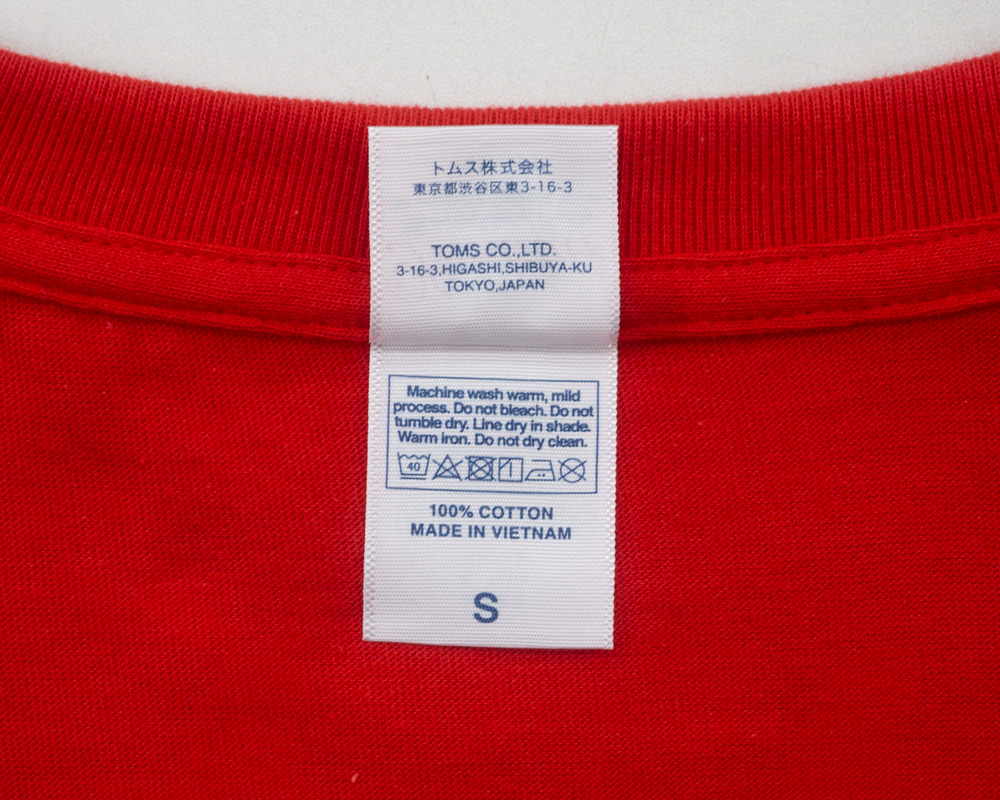 トムス株式会社
東京都渋谷区東3-16-3
TOMS CO.,LTD.
3-16-3,HIGASHI,SHIBUYA-KU
TOKYO,JAPAN
Machine wash warm, mild
process. Do not bleach. Do not
tumble dry. Line dry in shade.
Warm iron. Do not dry clean.
40
100% COTTON
MADE IN VIETNAM
S